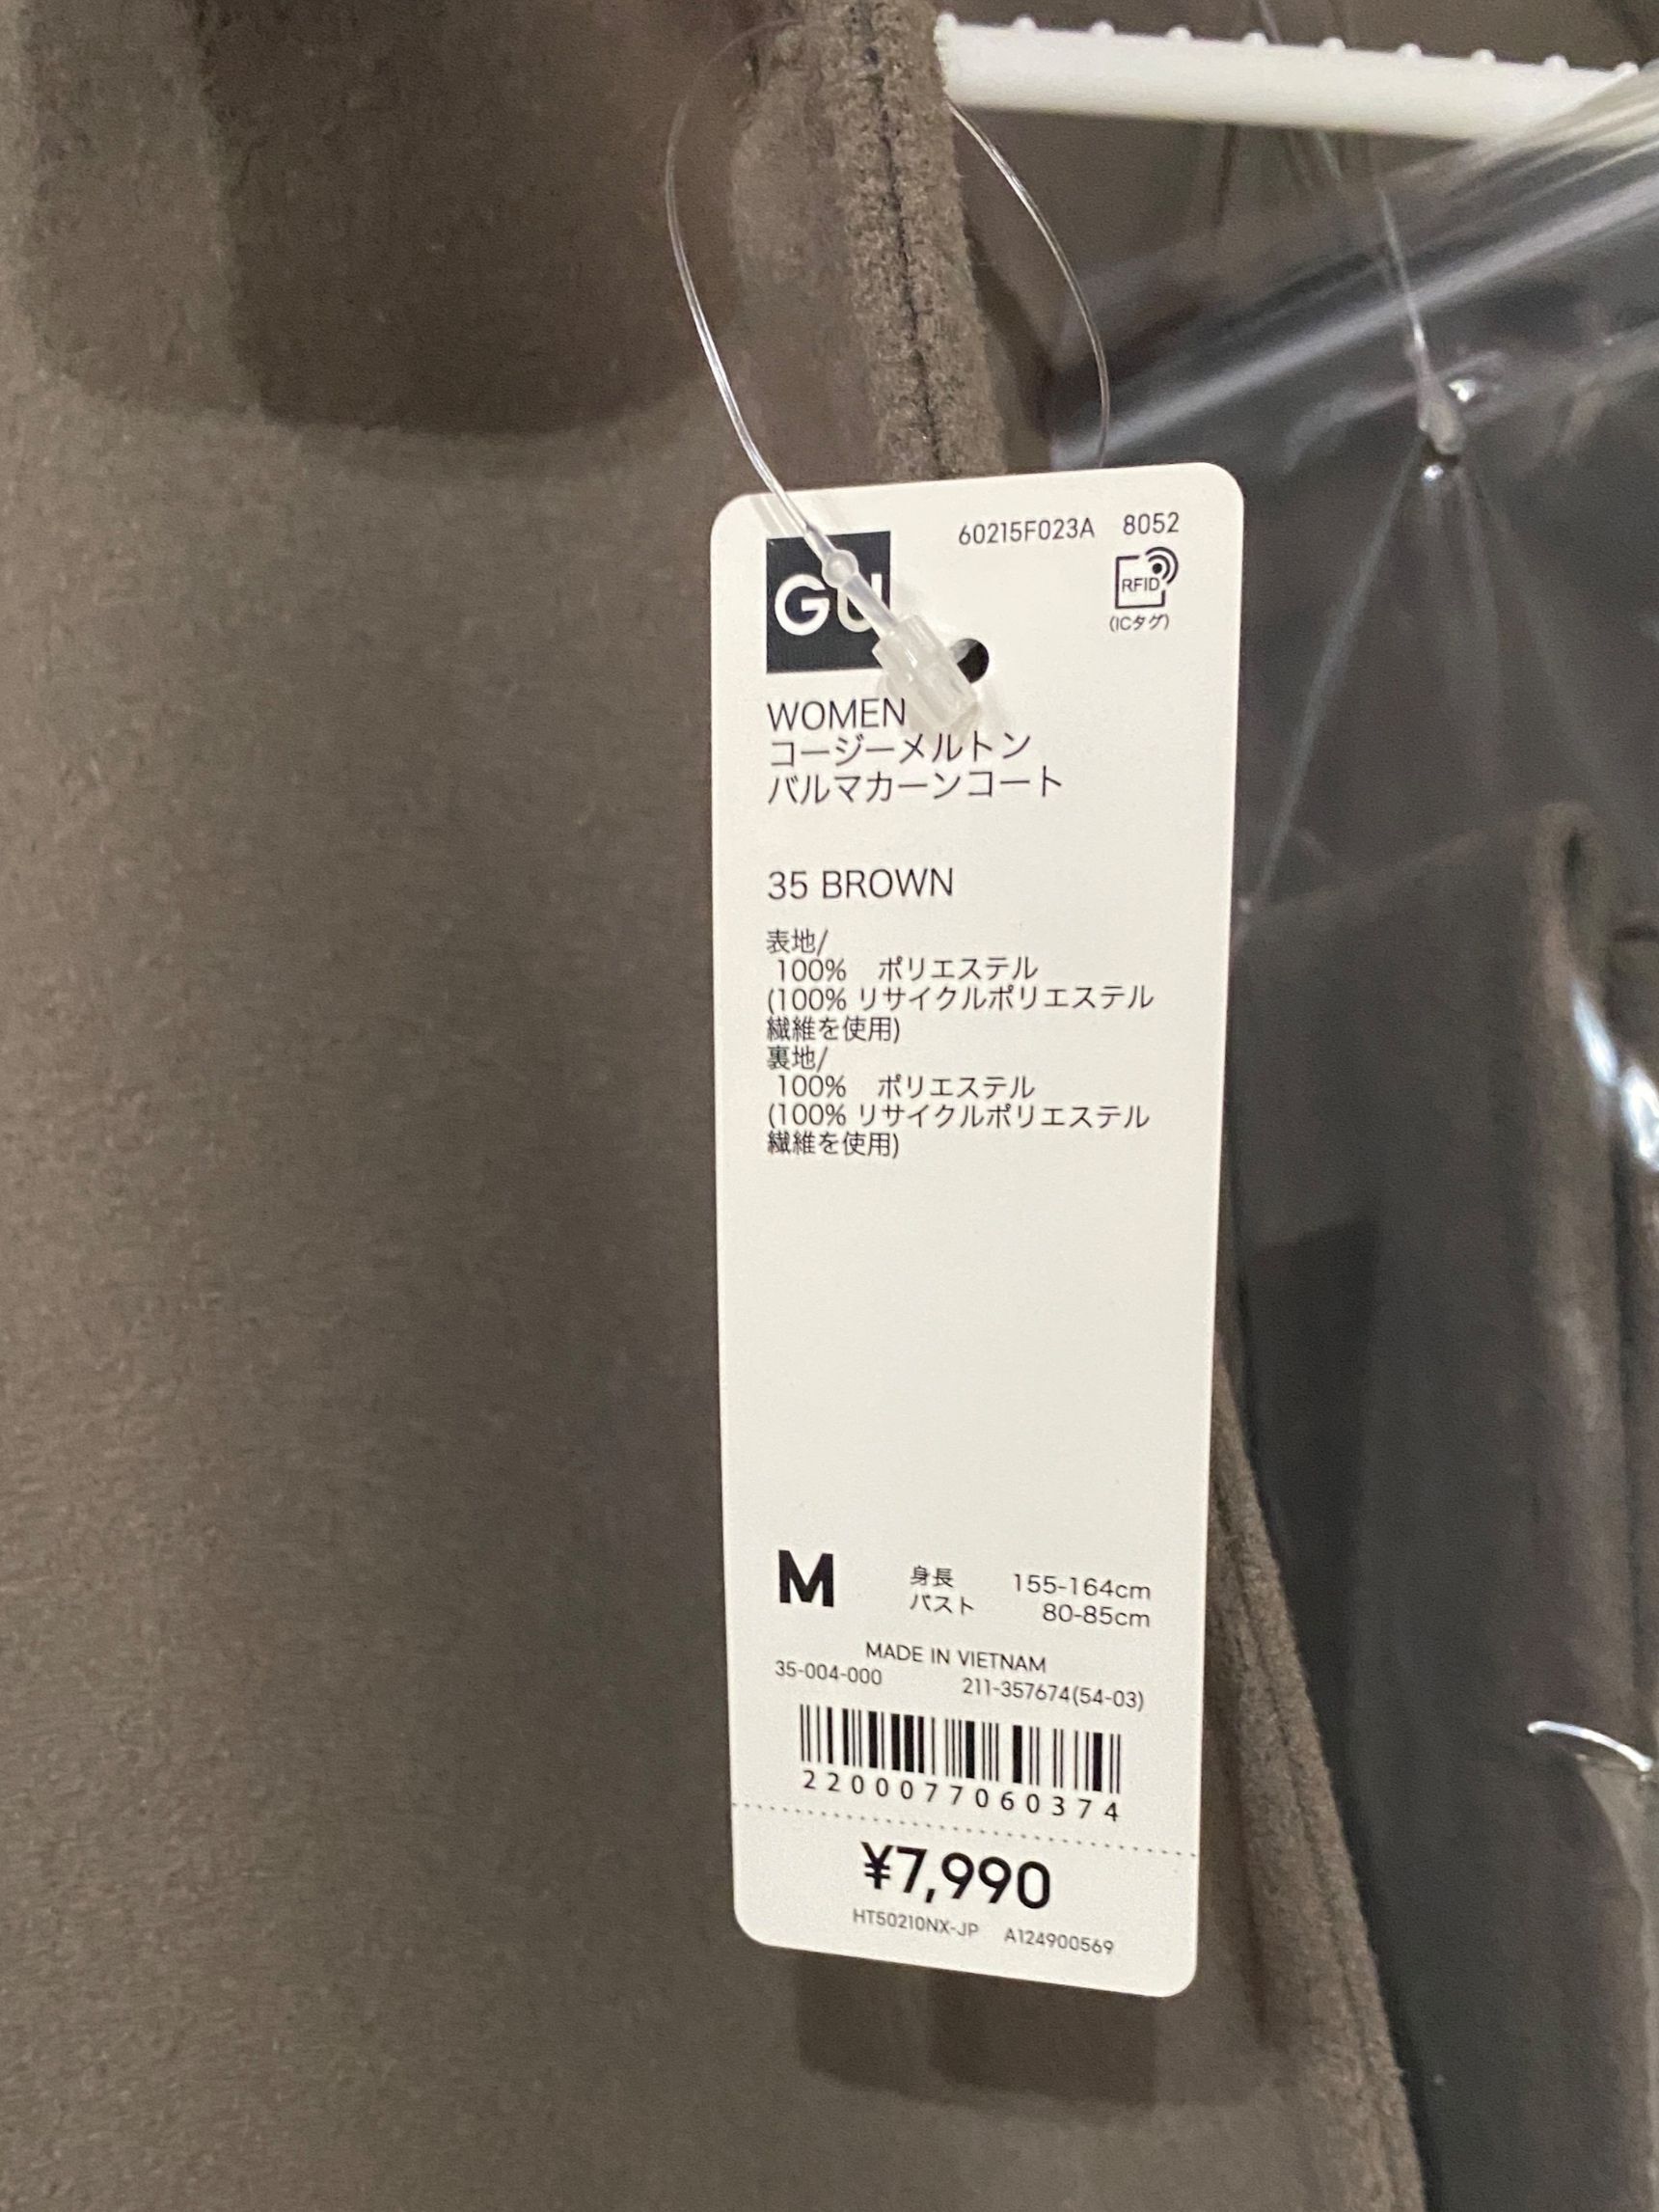 60215F023A 8052
GU
RFID
(ICタグ)
WOMEN
コージーメルトン
バルマカーンコート
35 BROWN
表地/
100% ポリエステル
(100% リサイクルポリエステル
繊維を使用)
裏地/
100% ポリエステル
(100% リサイクルポリエステル
繊維を使用)
M 身長 155-164cm
バスト 80-85cm
MADE IN VIETNAM
35-004-000 211-357674(54-03)
2200077060374
¥7,990
HT50210NX-JP A124900569